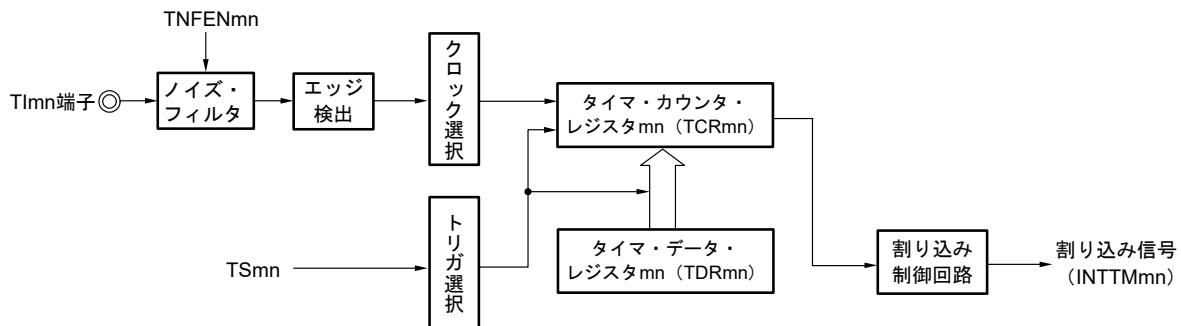 TNFENmn
TImn端子
ノイズ・
フィルタ
エッジ
検出
クロック選択
タイマ・カウンタ・
レジスタmn（TCRmn）
TSmn
トリガ選択
タイマ・データ・
レジスタmn（TDRmn）
割り込み
制御回路
割り込み信号
（INTTMmn）